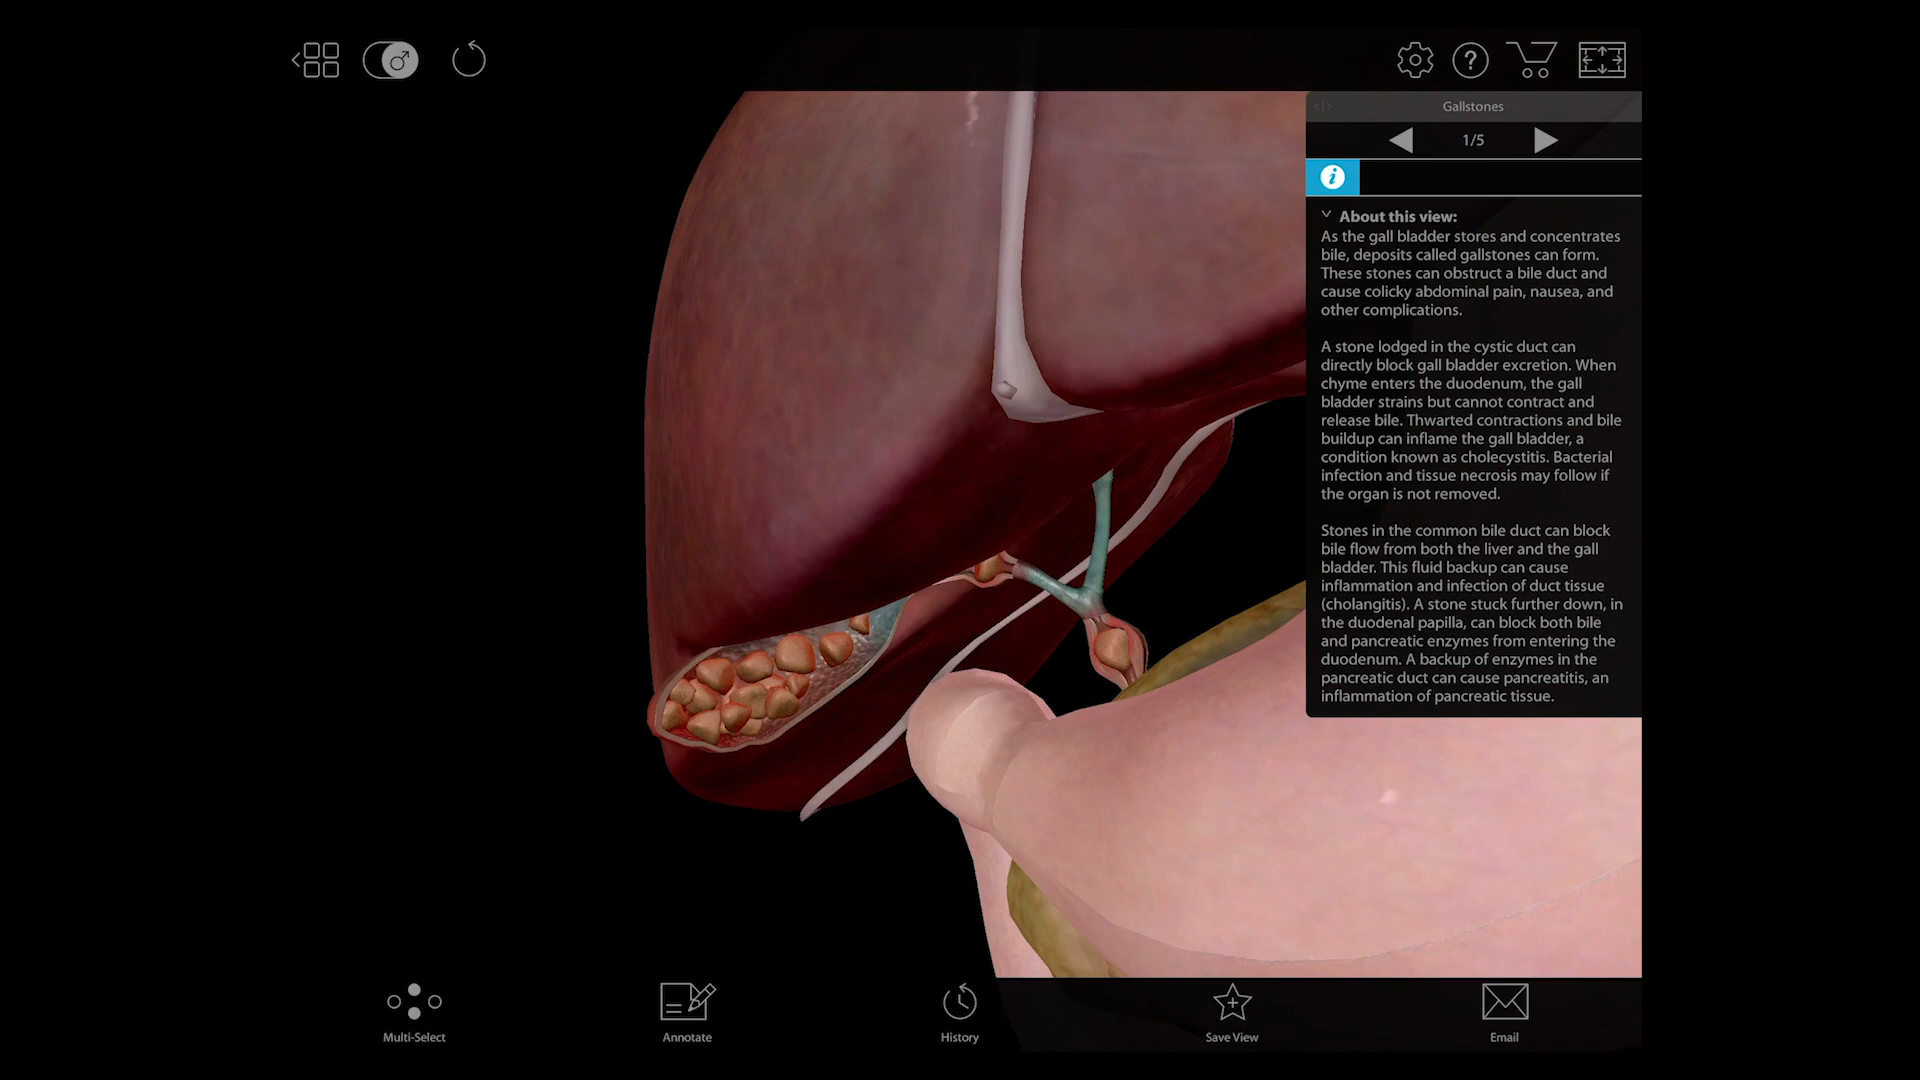 Gallstones
1/5
About this view:
As the gall bladder stores and concentrates
bile, deposits called gallstones can form.
These stones can obstruct a bile duct and
cause colicky abdominal pain, nausea, and
other complications.
A stone lodged in the cystic duct can
directly block gall bladder excretion. When
chyme enters the duodenum, the gall
bladder strains but cannot contract and
release bile. Thwarted contractions and bile
buildup can inflame the gall bladder, a
condition known as cholecystitis. Bacterial
infection and tissue necrosis may follow if
the organ is not removed.
Stones in the common bile duct can block
bile flow from both the liver and the gall
bladder. This fluid backup can cause
inflammation and infection of duct tissue
(cholangitis). A stone stuck further down, in
the duodenal papilla, can block both bile
and pancreatic enzymes from entering the
duodenum. A backup of enzymes in the
pancreatic duct can cause pancreatitis, an
inflammation of pancreatic tissue.
Multi-Select
Annotate
History
Save View
Email